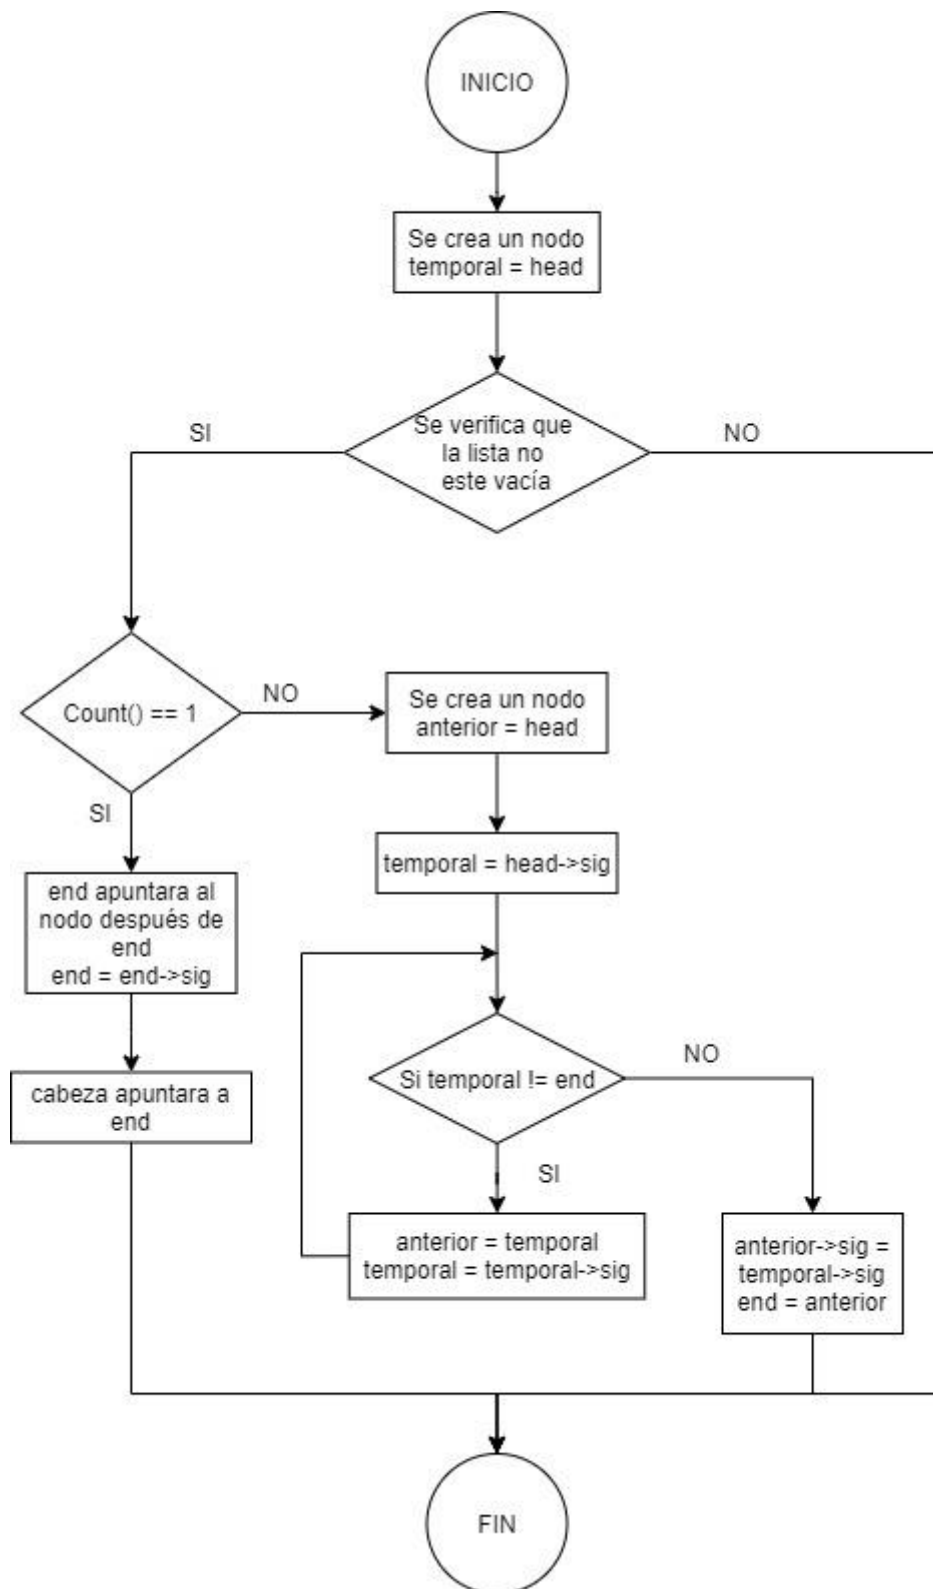 INICIO
Se crea un nodo
temporal = head
SI
Se verifica que
la lista no
este vacía
NO
Count() == 1
NO
Se crea un nodo
anterior = head
SI
temporal = head->sig
end apuntara al
nodo después de
end
end = end->sig
cabeza apuntara a
end
Si temporal != end
NO
SI
anterior = temporal
temporal = temporal->sig
anterior->sig =
temporal->sig
end = anterior
FIN